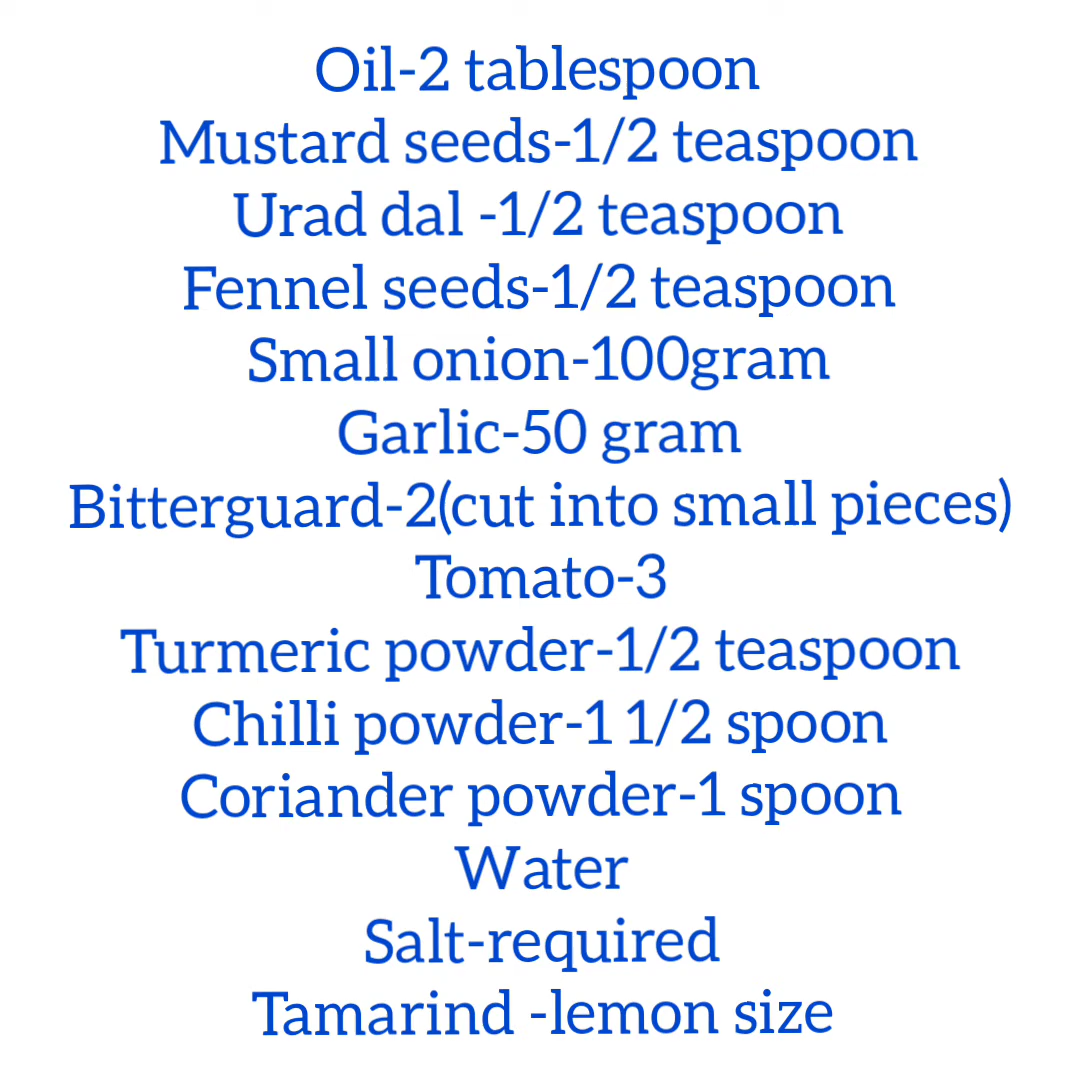 Oil-2 tablespoon
Mustard seeds-1/2 teaspoon
Urad dal -1/2 teaspoon
Fennel seeds-1/2 teaspoon
Small onion-100gram
Garlic-50 gram
Bitterguard-2(cut into small pieces)
Tomato-3
Turmeric powder-1/2 teaspoon
Chilli powder-1 1/2 spoon
Coriander powder-1 spoon
Water
Salt-required
Tamarind -lemon size